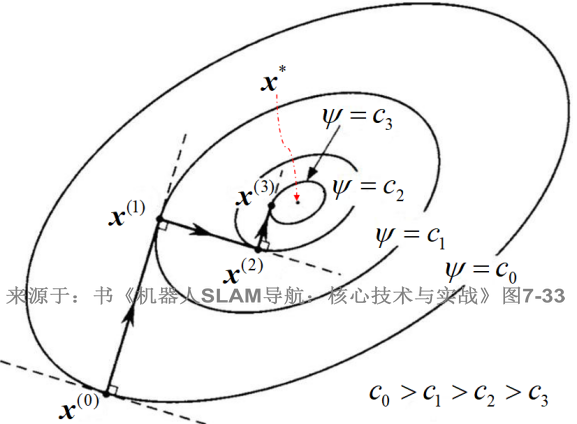 x*
ψ = c₃
x⁽³⁾
ψ = c₂
x⁽¹⁾
ψ = c₁
x⁽²⁾
ψ = c₀
来源于：书《机器人SLAM导航：核心技术与实战》图7-33
x⁽⁰⁾
c₀ > c₁ > c₂ > c₃